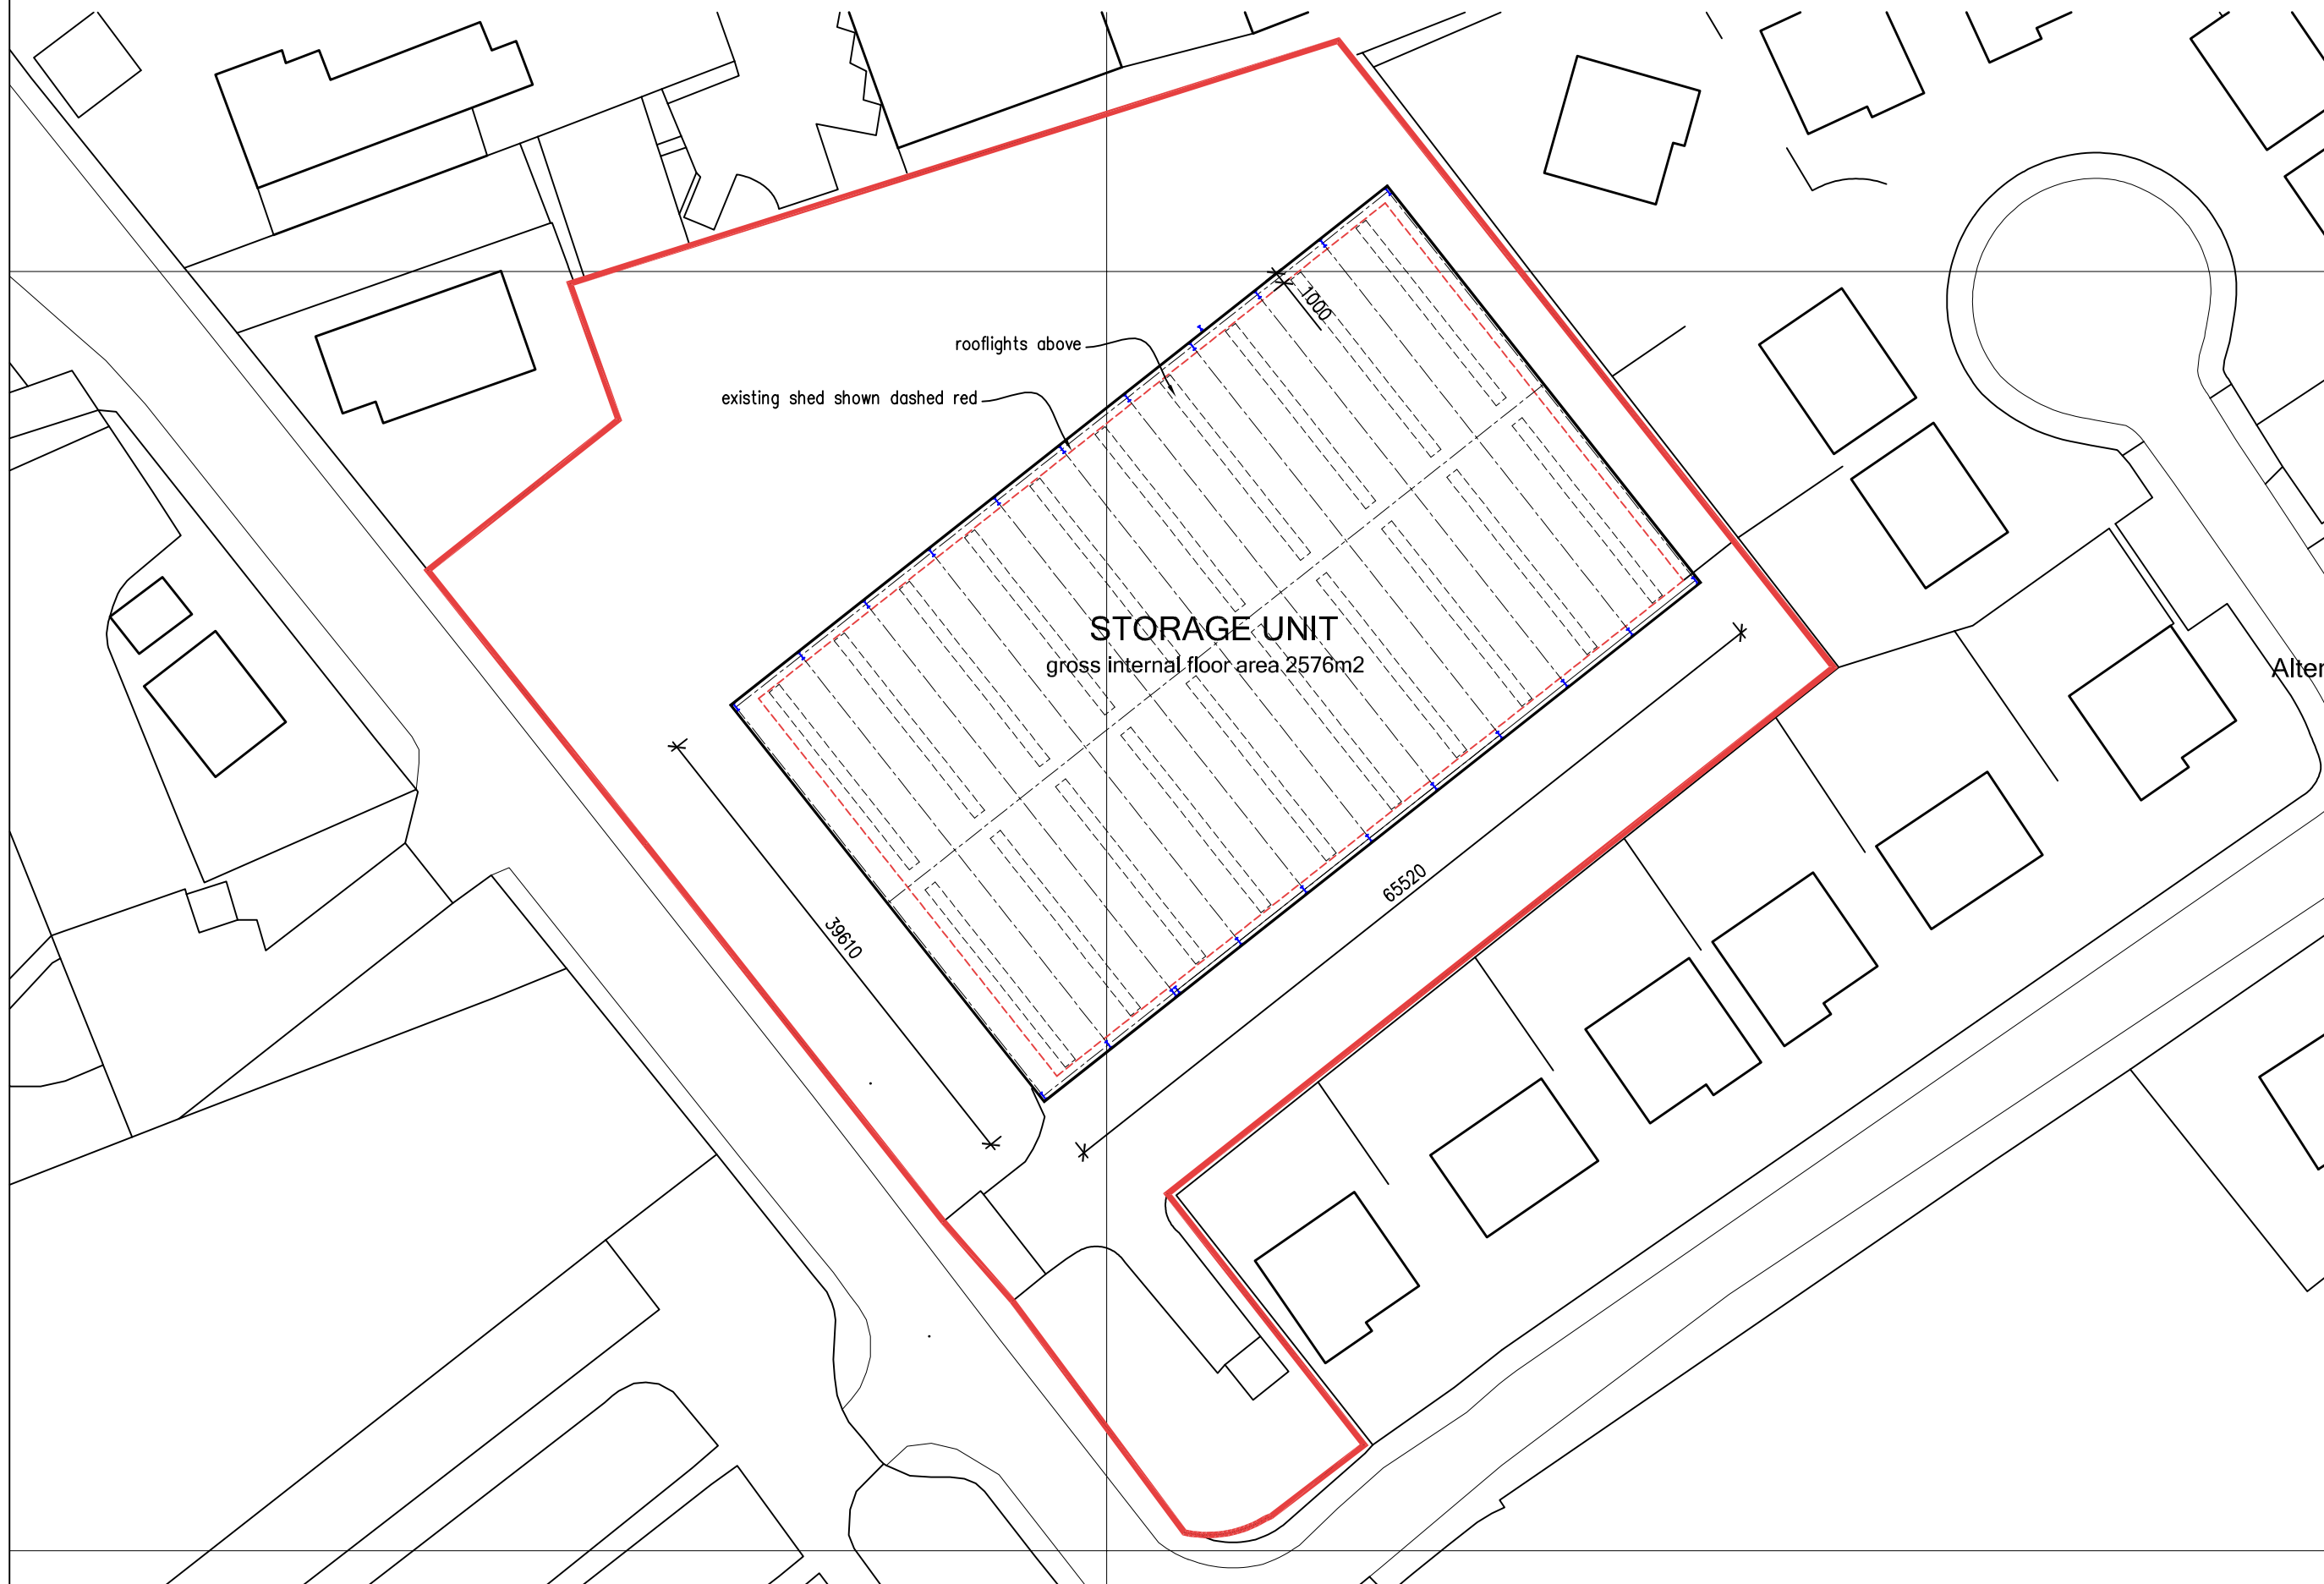 1000
rooflights above
existing shed shown dashed red
STORAGE UNIT
gross internal floor area 2576m2
Alter
65520
39610